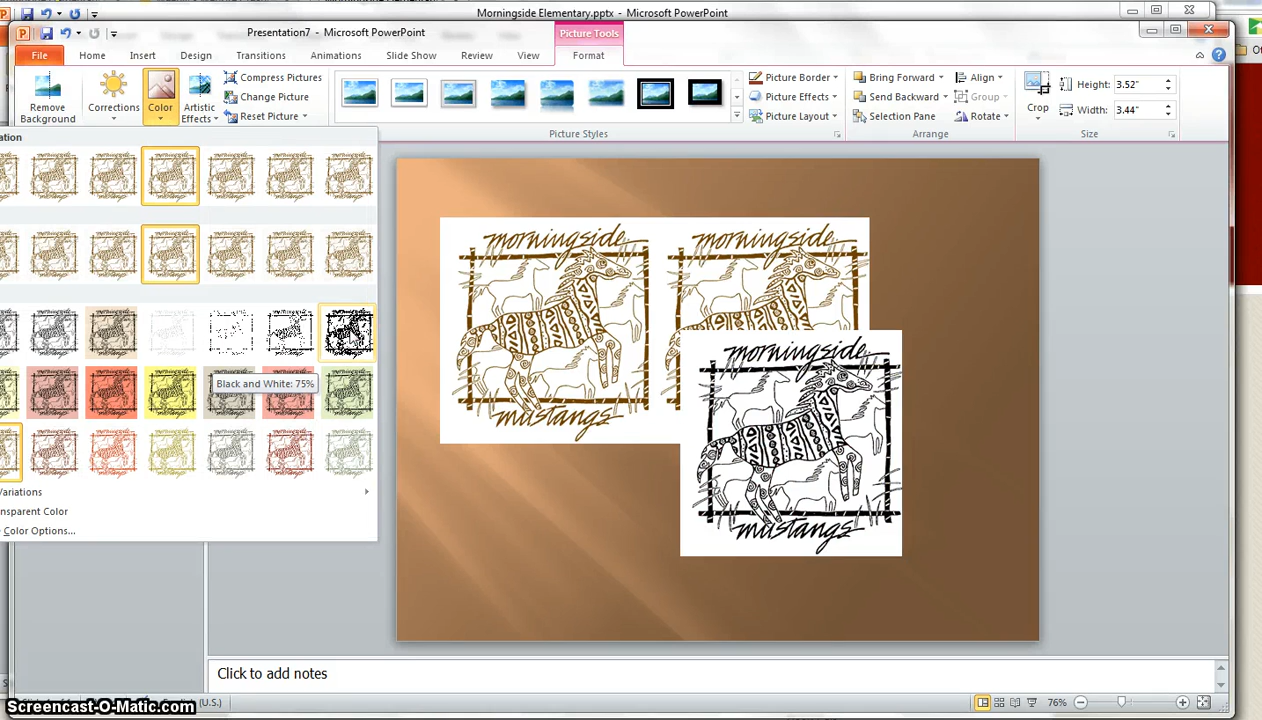 Morningside Elementary.pptx - Microsoft PowerPoint
Presentation7 - Microsoft PowerPoint
Picture Tools
File Home Insert Design Transitions Animations Slide Show Review View Format
Remove Background
Corrections
Color
Artistic Effects
Compress Pictures
Change Picture
Reset Picture
Picture Styles
Picture Border
Picture Effects
Picture Layout
Bring Forward
Send Backward
Selection Pane
Align
Group
Rotate
Arrange
Crop
Height: 3.52"
Width: 3.44"
Size
ation
Black and White: 75%
Variations
nsparent Color
Color Options...
morningside
mustangs
morningside
morningside
mustangs
Click to add notes
(U.S.)
76%
Screencast-O-Matic.com